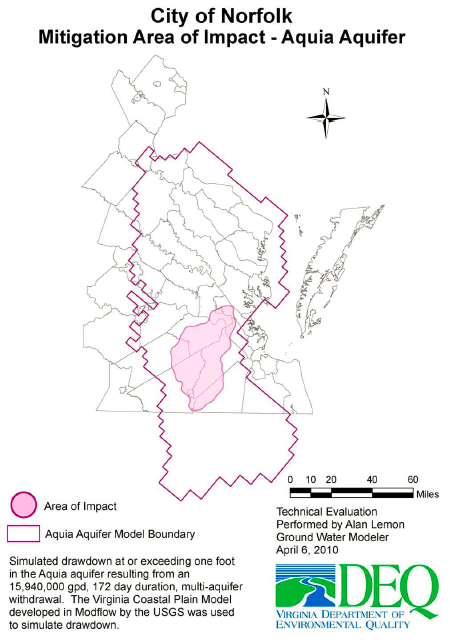 City of Norfolk
Mitigation Area of Impact - Aquia Aquifer
N
0 10 20 40 60
Miles
Area of Impact
Aquia Aquifer Model Boundary
Simulated drawdown at or exceeding one foot
in the Aquia aquifer resulting from an
15,940,000 gpd, 172 day duration, multi-aquifer
withdrawal. The Virginia Coastal Plain Model
developed in Modflow by the USGS was used
to simulate drawdown.
Technical Evaluation
Performed by Alan Lemon
Ground Water Modeler
April 6, 2010
DEQ
VIRGINIA DEPARTMENT OF
ENVIRONMENTAL QUALITY